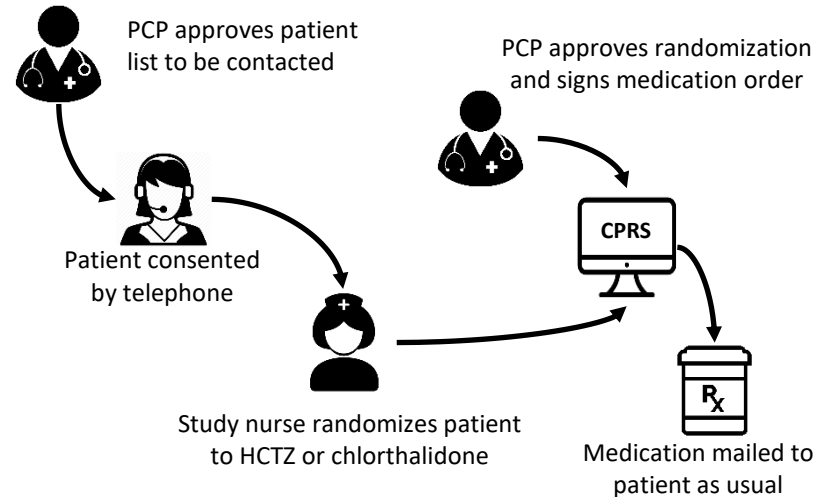 PCP approves patient
list to be contacted
PCP approves randomization
and signs medication order
Patient consented
by telephone
CPRS
Study nurse randomizes patient
to HCTZ or chlorthalidone
Rx
Medication mailed to
patient as usual